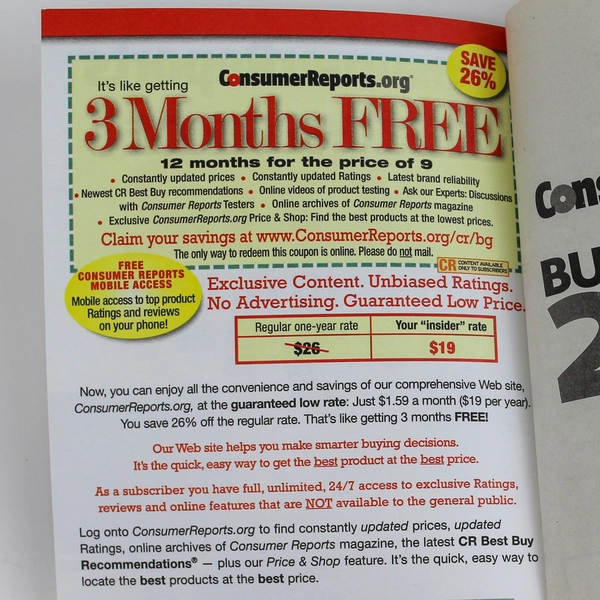 SAVE
26%
It's like getting
ConsumerReports.org®
3 Months FREE
12 months for the price of 9
• Constantly updated prices • Constantly updated Ratings • Latest brand reliability
• Newest CR Best Buy recommendations • Online videos of product testing • Ask our Experts: Discussions
with Consumer Reports Testers • Online archives of Consumer Reports magazine
• Exclusive ConsumerReports.org Price & Shop: Find the best products at the lowest prices.
Claim your savings at www.ConsumerReports.org/cr/bg
The only way to redeem this coupon is online. Please do not mail.
CR CONTENT AVAILABLE
ONLY TO SUBSCRIBERS
FREE
CONSUMER REPORTS
MOBILE ACCESS
Mobile access to top product
Ratings and reviews
on your phone!
Exclusive Content. Unbiased Ratings.
No Advertising. Guaranteed Low Price.
Regular one-year rate Your "insider" rate
$26 $19
Now, you can enjoy all the convenience and savings of our comprehensive Web site,
ConsumerReports.org, at the guaranteed low rate: Just $1.59 a month ($19 per year).
You save 26% off the regular rate. That's like getting 3 months FREE!
Our Web site helps you make smarter buying decisions.
It's the quick, easy way to get the best product at the best price.
As a subscriber you have full, unlimited, 24/7 access to exclusive Ratings,
reviews and online features that are NOT available to the general public.
Log onto ConsumerReports.org to find constantly updated prices, updated
Ratings, online archives of Consumer Reports magazine, the latest CR Best Buy
Recommendations® — plus our Price & Shop feature. It's the quick, easy way to
locate the best products at the best price.
Cons
BU
2